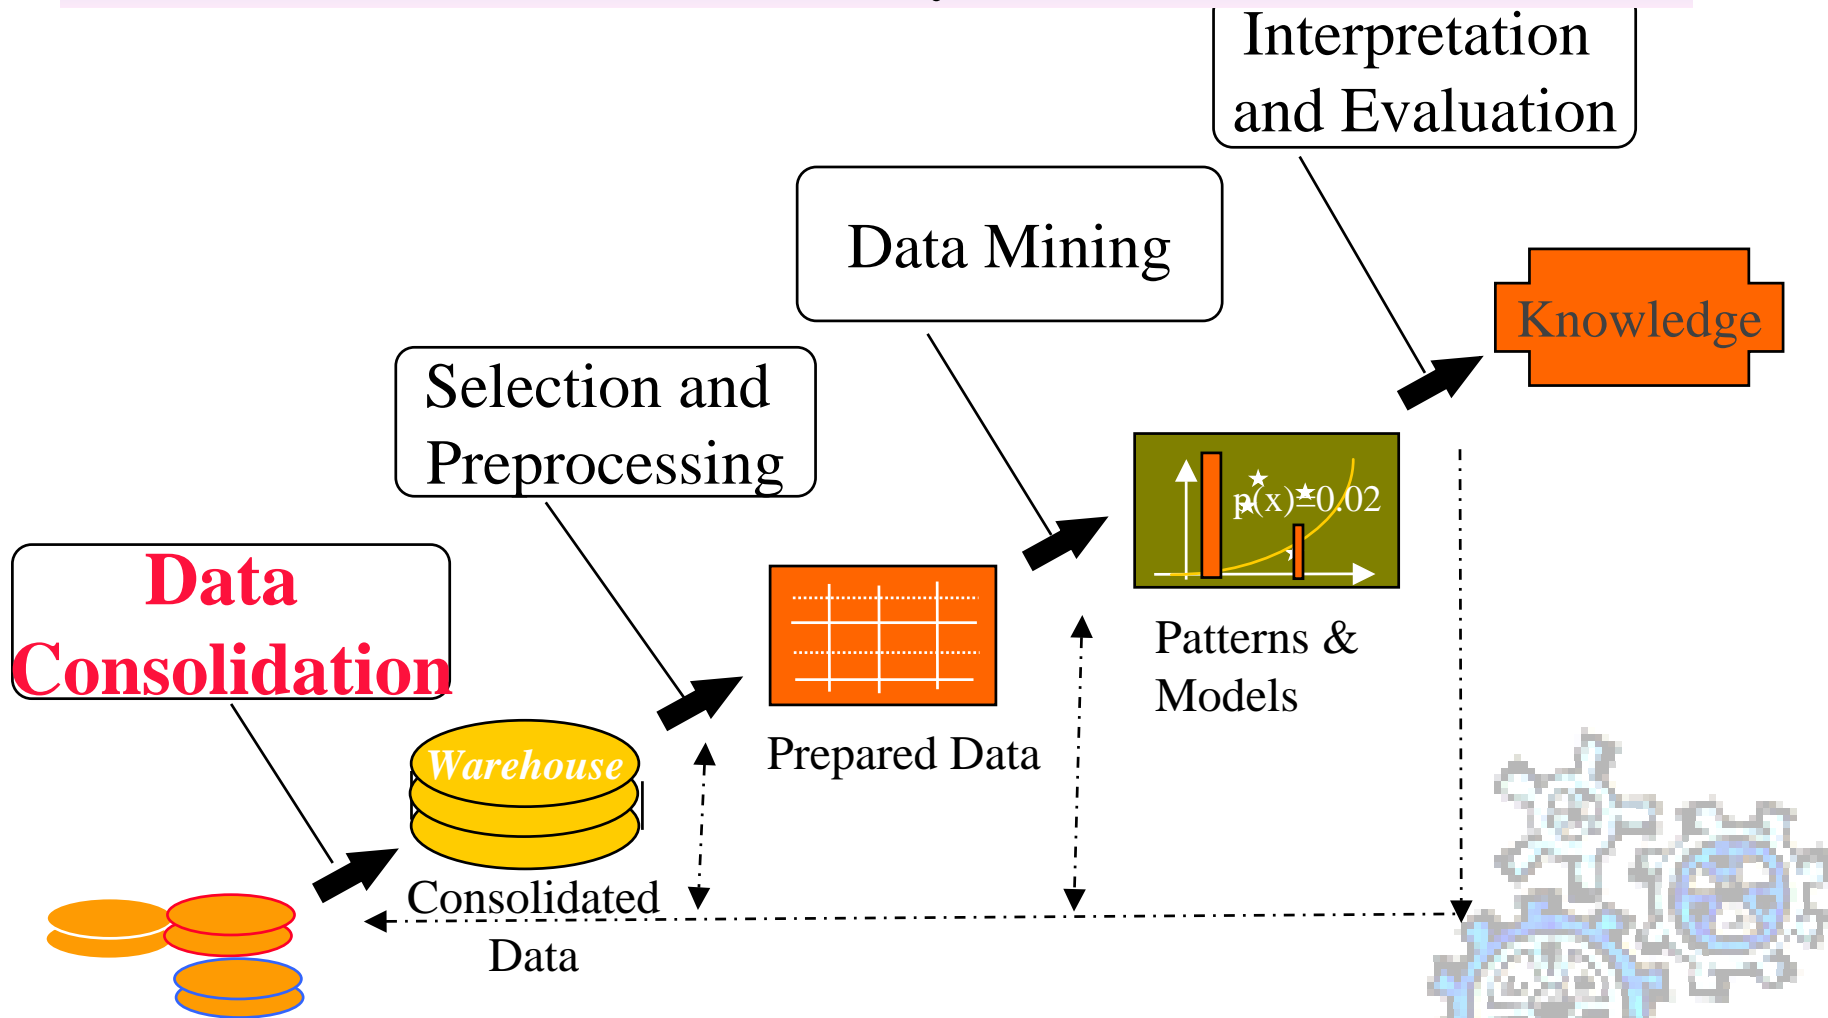 Interpretation
and Evaluation
Data Mining
Knowledge
Selection and
Preprocessing
p(x)=0.02
Data
Consolidation
Patterns &
Models
Warehouse
Prepared Data
Consolidated
Data